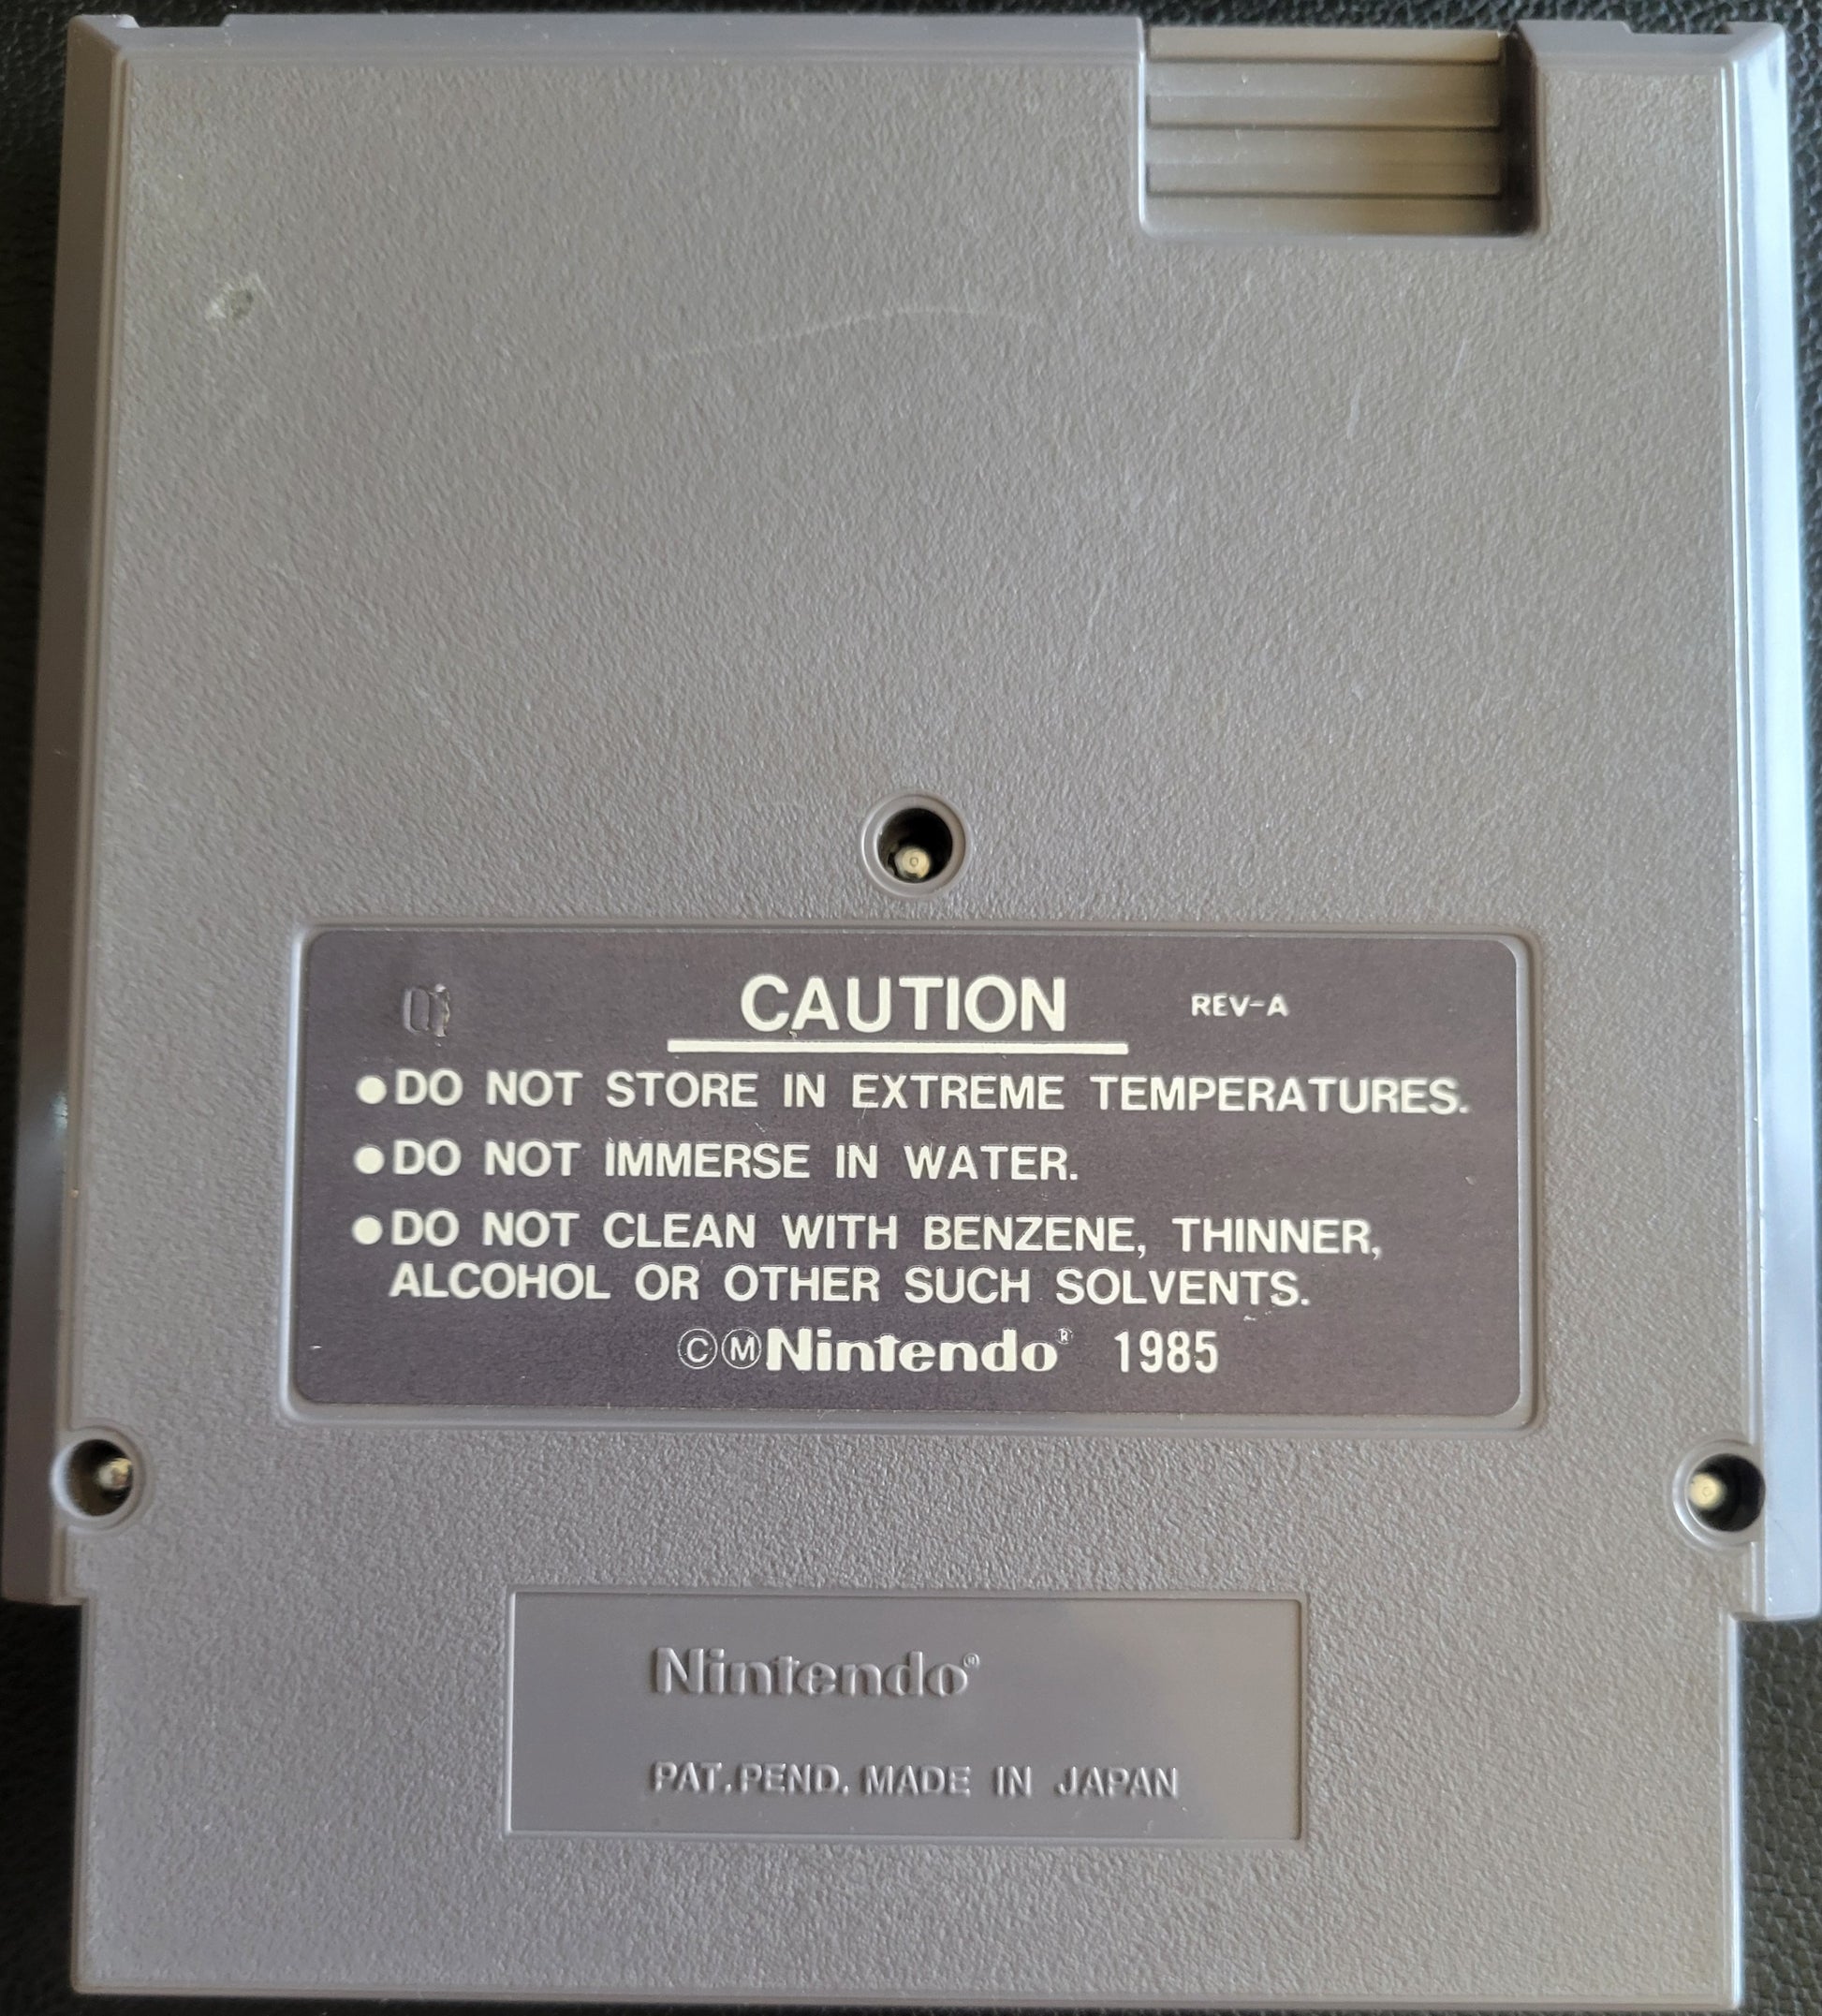 CAUTION REV-A
●DO NOT STORE IN EXTREME TEMPERATURES.
●DO NOT IMMERSE IN WATER.
●DO NOT CLEAN WITH BENZENE, THINNER,
ALCOHOL OR OTHER SUCH SOLVENTS.
ⒸⓂNintendo® 1985
Nintendo®
PAT.PEND. MADE IN JAPAN